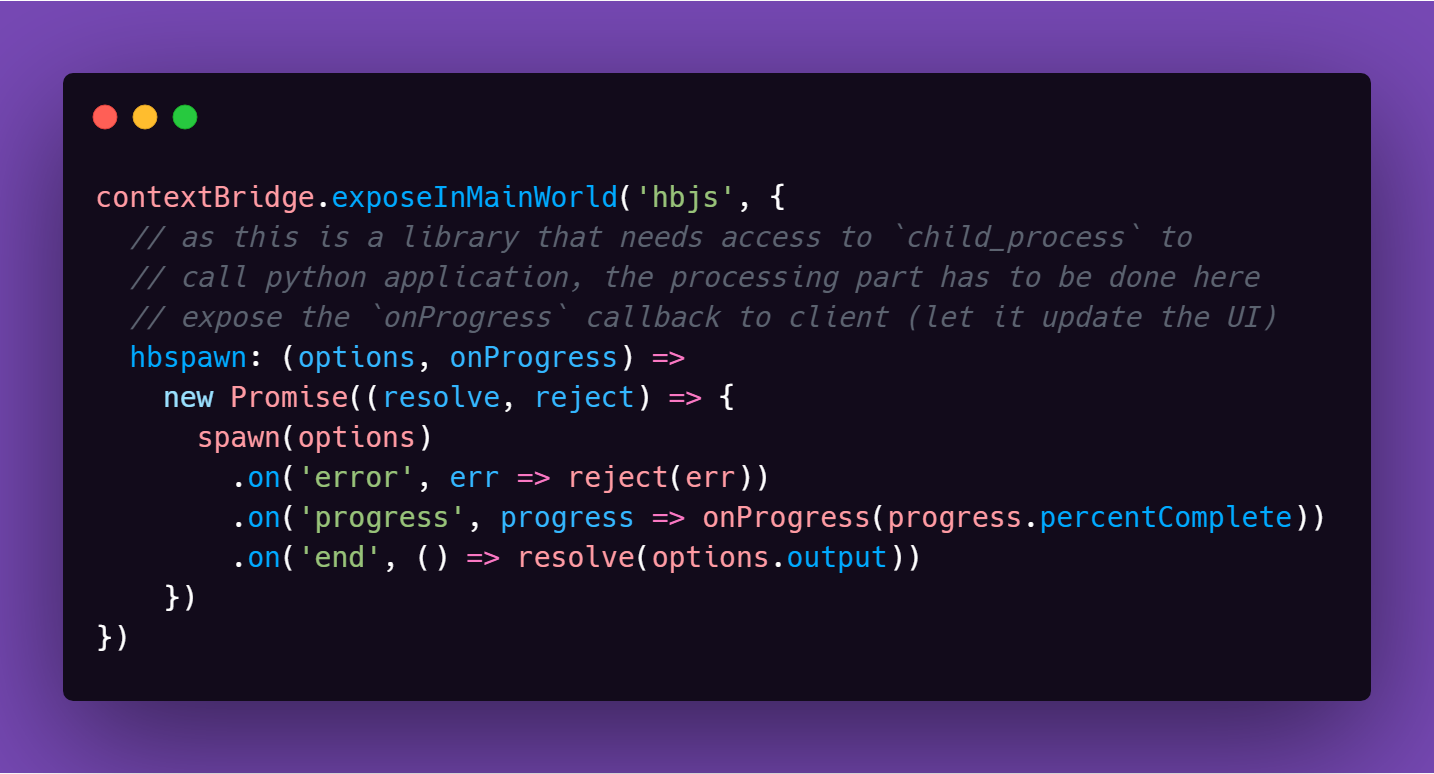 contextBridge.exposeInMainWorld('hbjs', {
  // as this is a library that needs access to `child_process` to
  // call python application, the processing part has to be done here
  // expose the `onProgress` callback to client (let it update the UI)
  hbspawn: (options, onProgress) =>
    new Promise((resolve, reject) => {
      spawn(options)
        .on('error', err => reject(err))
        .on('progress', progress => onProgress(progress.percentComplete))
        .on('end', () => resolve(options.output))
    })
})